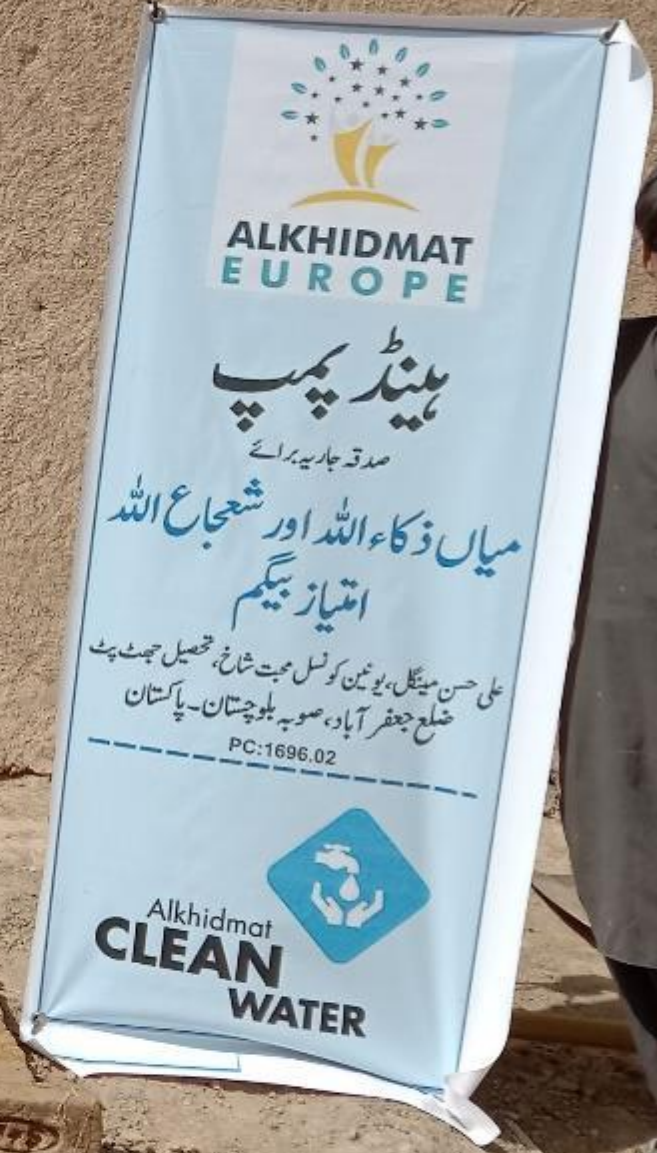 ALKHIDMAT
EUROPE
ہینڈ پمپ
صدقہ جاریہ برائے
میاں ذکاء اللہ اور شعجاع اللہ
امتیاز بیگم
علی حسن مینگل، یونین کونسل محبت شاخ، تحصیل جھٹ پٹ
ضلع جعفر آباد، صوبہ بلوچستان۔ پاکستان
PC:1696.02
Alkhidmat
CLEAN
WATER